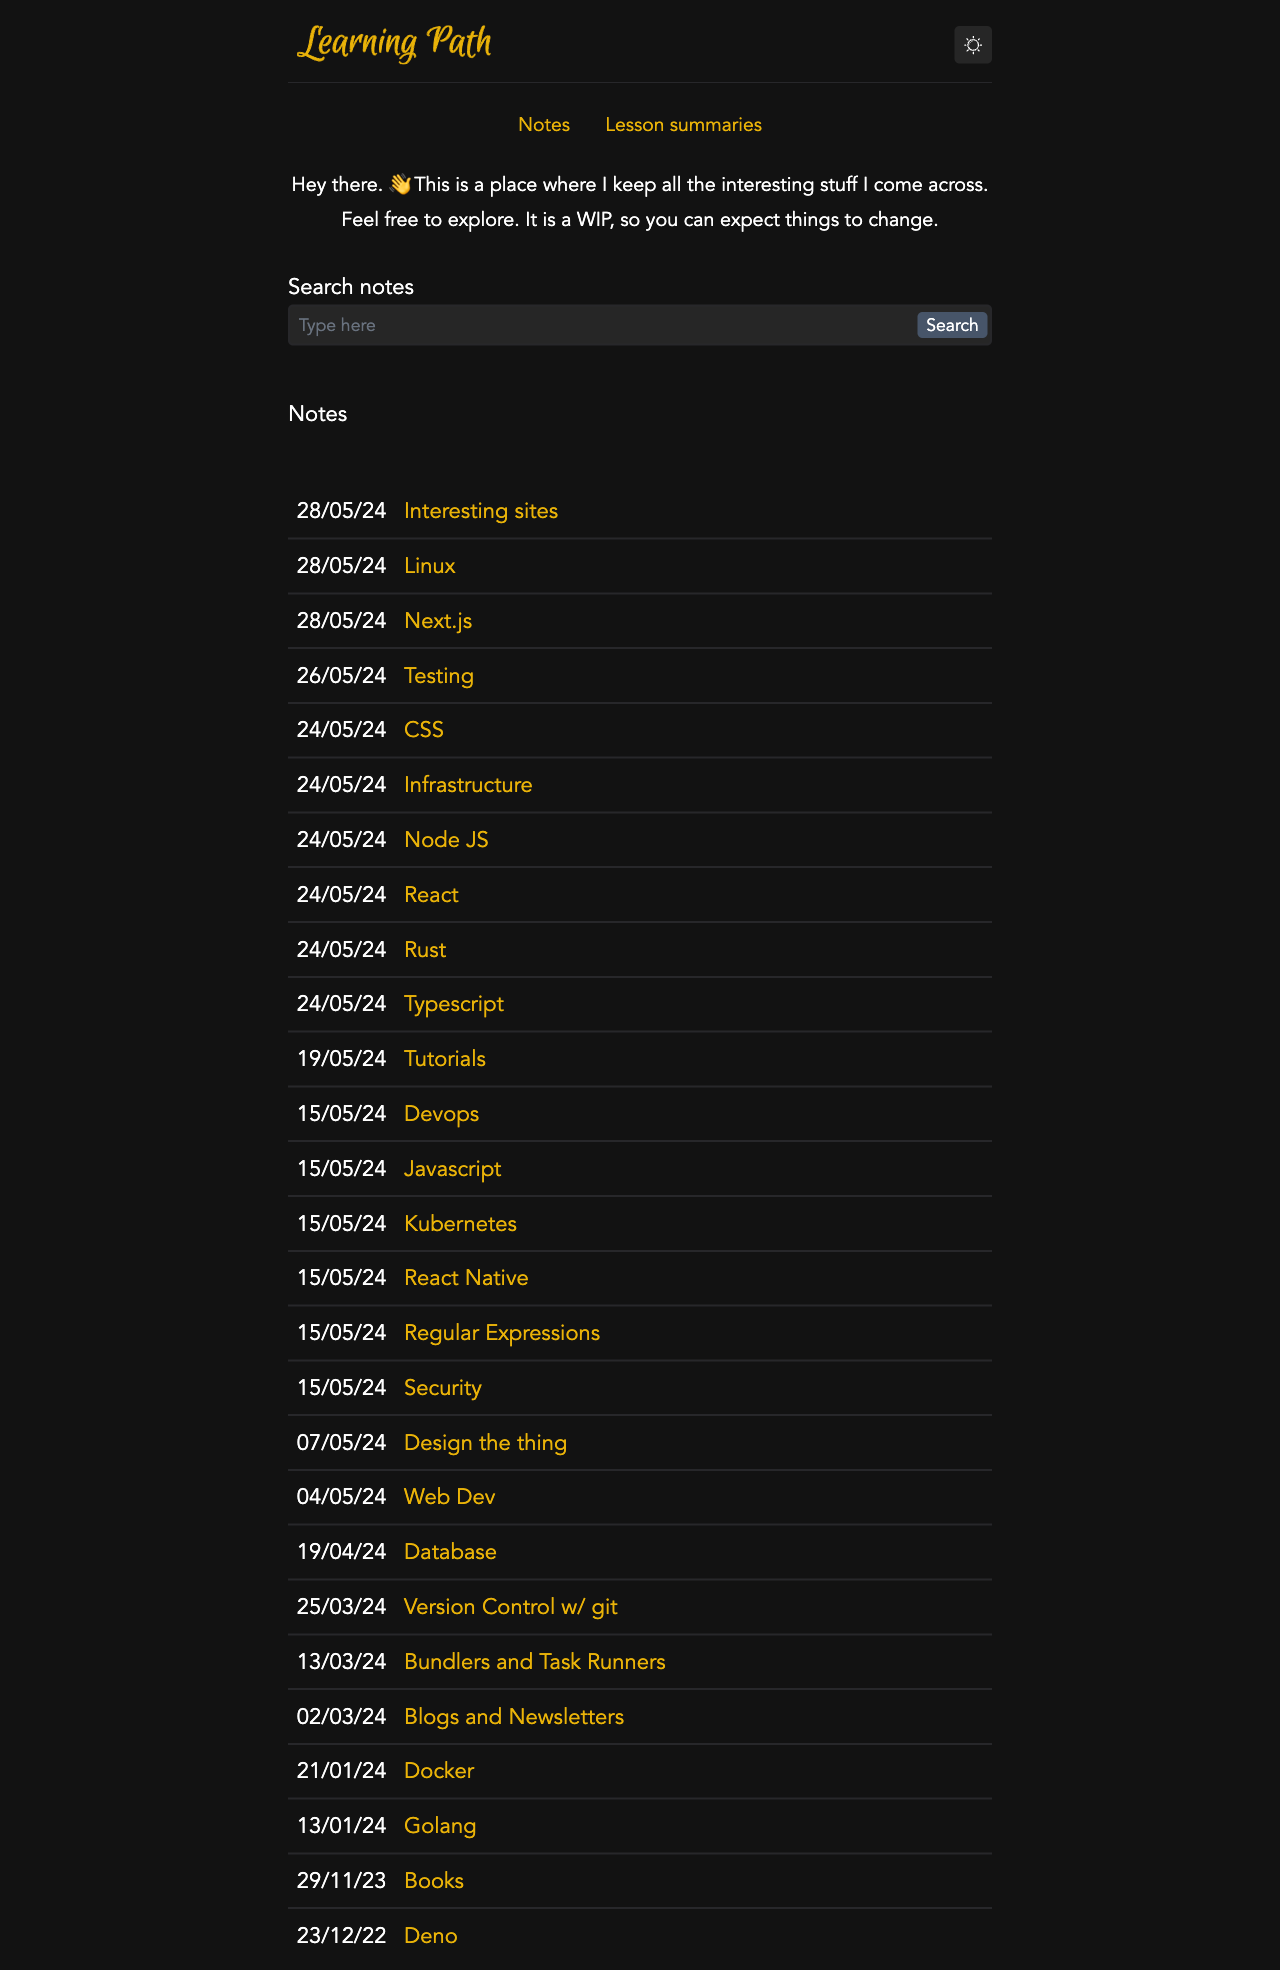 Learning Path
Notes Lesson summaries
Hey there. 👋This is a place where I keep all the interesting stuff I come across.
Feel free to explore. It is a WIP, so you can expect things to change.
Search notes
Type here Search
Notes
28/05/24 Interesting sites
28/05/24 Linux
28/05/24 Next.js
26/05/24 Testing
24/05/24 CSS
24/05/24 Infrastructure
24/05/24 Node JS
24/05/24 React
24/05/24 Rust
24/05/24 Typescript
19/05/24 Tutorials
15/05/24 Devops
15/05/24 Javascript
15/05/24 Kubernetes
15/05/24 React Native
15/05/24 Regular Expressions
15/05/24 Security
07/05/24 Design the thing
04/05/24 Web Dev
19/04/24 Database
25/03/24 Version Control w/ git
13/03/24 Bundlers and Task Runners
02/03/24 Blogs and Newsletters
21/01/24 Docker
13/01/24 Golang
29/11/23 Books
23/12/22 Deno